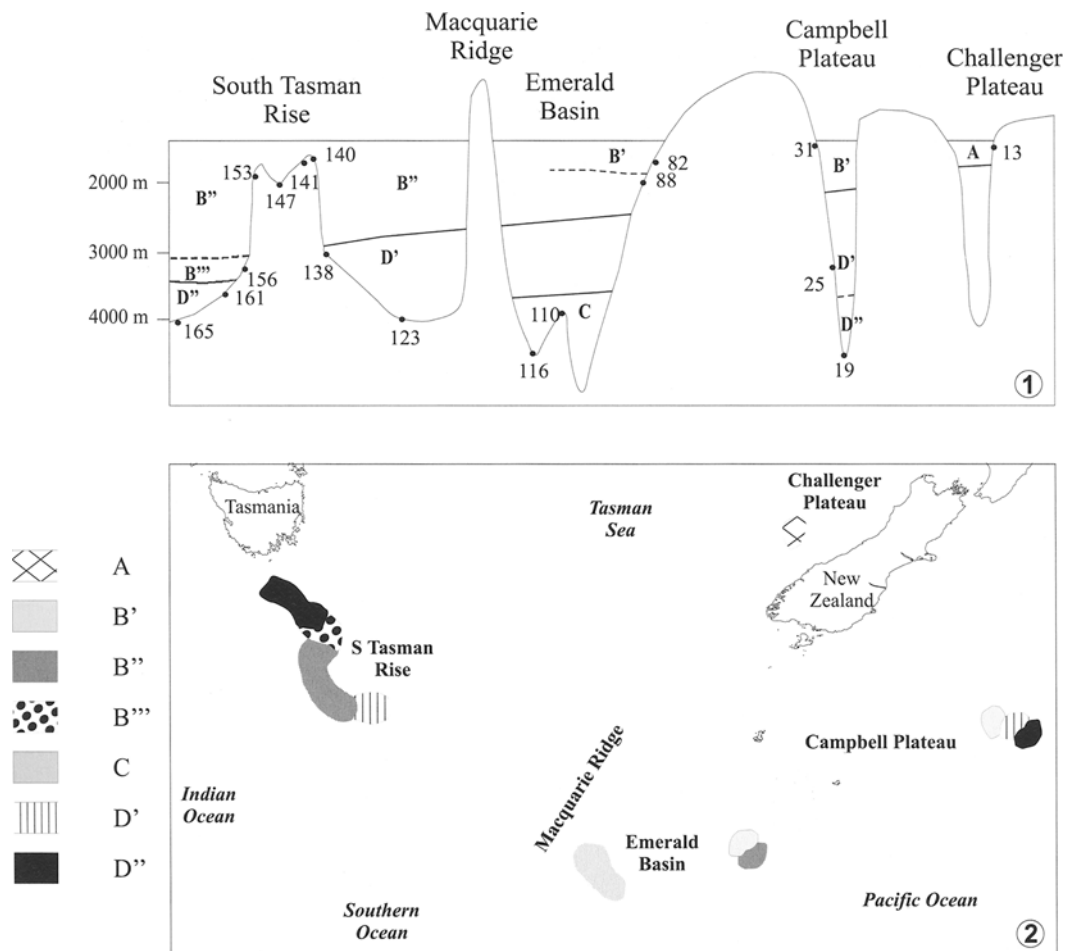 Macquarie
Ridge
Campbell
Plateau
South Tasman
Rise
Emerald
Basin
Challenger
Plateau
2000 m
3000 m
4000 m
153
147
141
140
B”
B”
B’
82
88
31
B’
A
13
B’”
D”
156
161
165
138
D’
123
110
C
116
25
D’
D”
19
1
Tasmania
Tasman
Sea
Challenger
Plateau
New
Zealand
S Tasman
Rise
Macquarie Ridge
Campbell Plateau
Indian
Ocean
Emerald
Basin
Southern
Ocean
Pacific Ocean
2
A
B’
B”
B’”
C
D’
D”